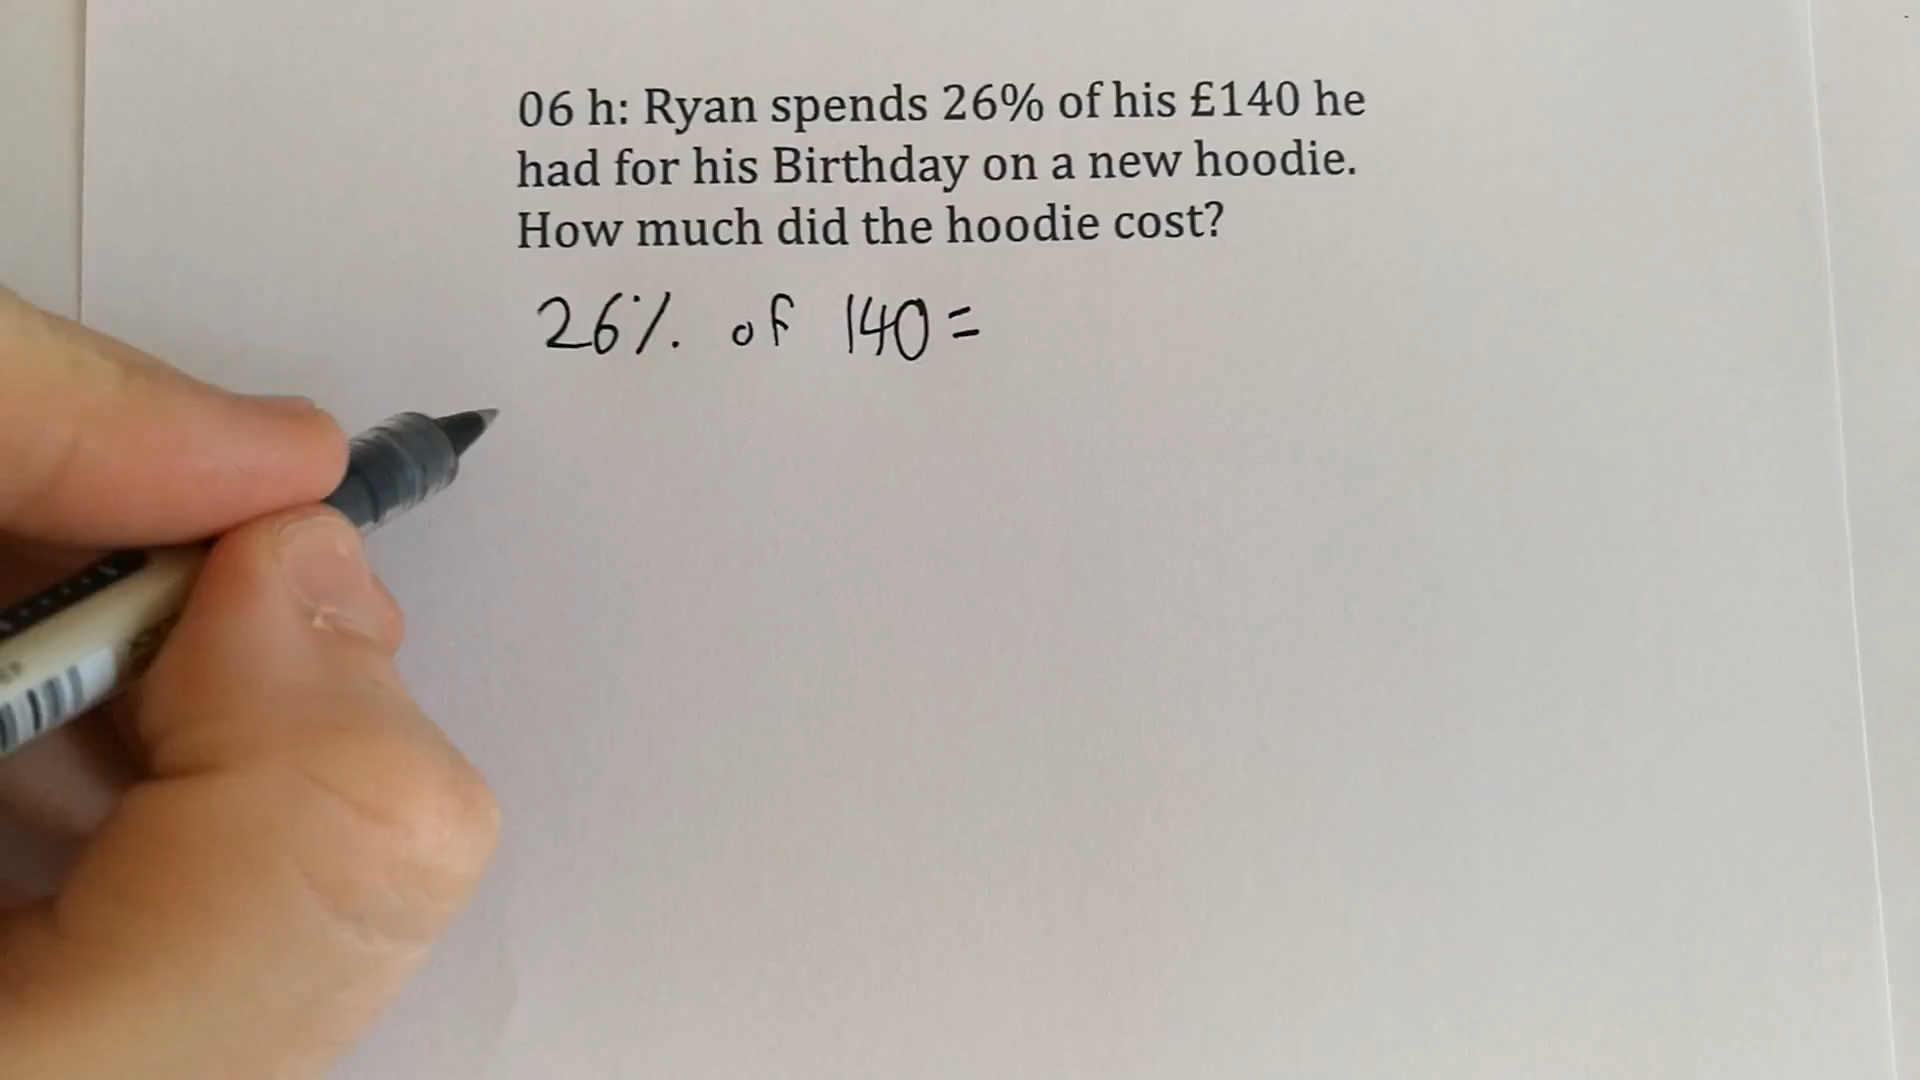 06 h: Ryan spends 26% of his £140 he
had for his Birthday on a new hoodie.
How much did the hoodie cost?
26% of 140=